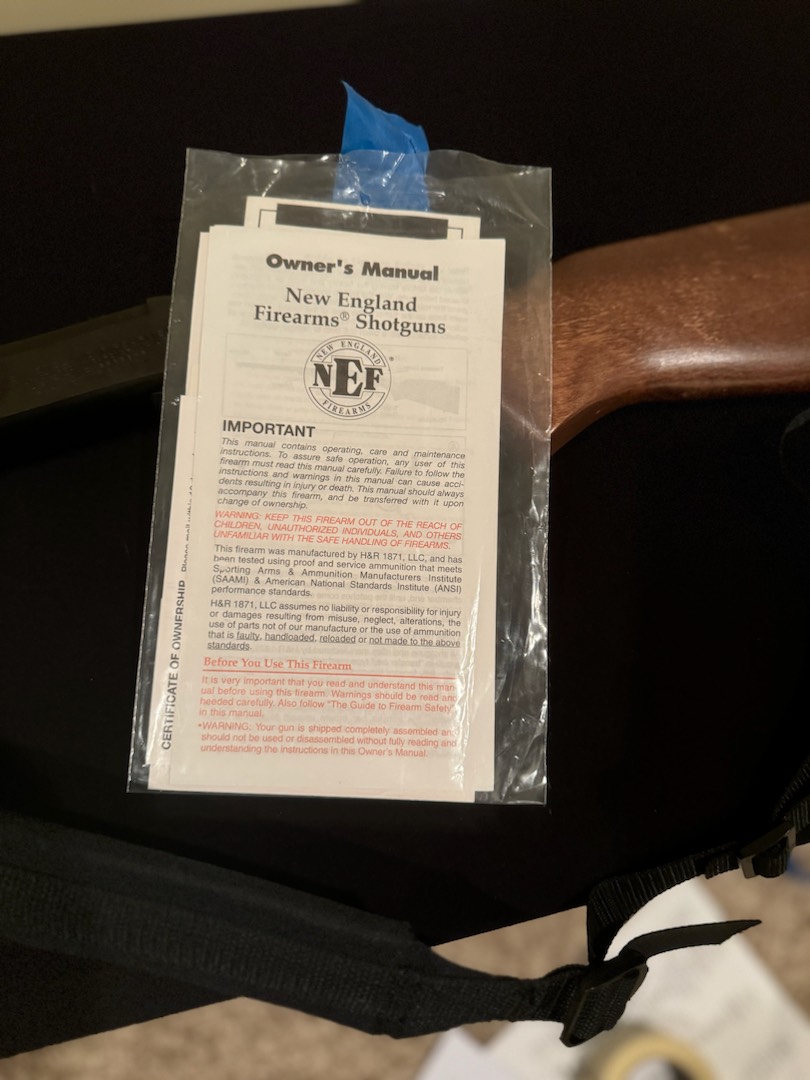 Owner's Manual
New England
Firearms® Shotguns
NEW ENGLAND
®
NEF
FIREARMS
IMPORTANT
This manual contains operating, care and maintenance
instructions. To assure safe operation, any user of this
firearm must read this manual carefully. Failure to follow the
instructions and warnings in this manual can cause acci-
dents resulting in injury or death. This manual should always
accompany this firearm, and be transferred with it upon
change of ownership.
WARNING: KEEP THIS FIREARM OUT OF THE REACH OF
CHILDREN, UNAUTHORIZED INDIVIDUALS, AND OTHERS
UNFAMILIAR WITH THE SAFE HANDLING OF FIREARMS.
This firearm was manufactured by H&R 1871, LLC, and has
been tested using proof and service ammunition that meets
Sporting Arms & Ammunition Manufacturers Institute
(SAAMI) & American National Standards Institute (ANSI)
performance standards.
H&R 1871, LLC assumes no liability or responsibility for injury
or damages resulting from misuse, neglect, alterations, the
use of parts not of our manufacture or the use of ammunition
that is faulty, handloaded, reloaded or not made to the above
standards.
Before You Use This Firearm
It is very important that you read and understand this man-
ual before using this firearm. Warnings should be read and
heeded carefully. Also follow "The Guide to Firearm Safety"
in this manual.
•WARNING: Your gun is shipped completely assembled and
should not be used or disassembled without fully reading and
understanding the instructions in this Owner's Manual.
CERTIFICATE OF OWNERSHIP Please mail within 10